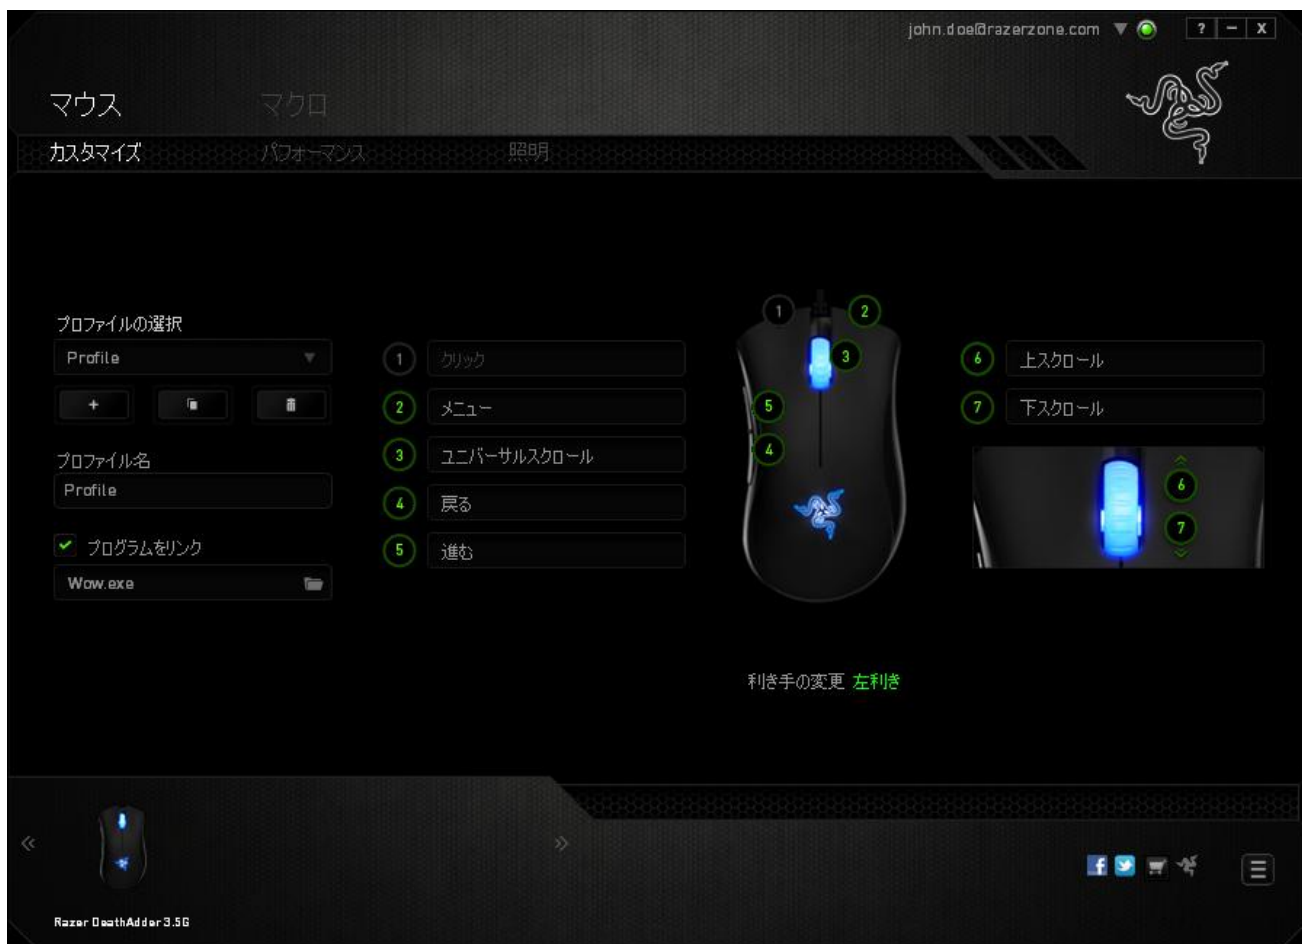 john.doe@razerzone.com
? - X
マウス マクロ
カスタマイズ パフォーマンス 照明
プロファイルの選択
Profile
プロファイル名
Profile
プログラムをリンク
Wow.exe
1 クリック
2 メニュー
3 ユニバーサルスクロール
4 戻る
5 進む
1 2
3
5
4
6 上スクロール
7 下スクロール
6
7
利き手の変更 左利き
Razer DeathAdder 3.5G